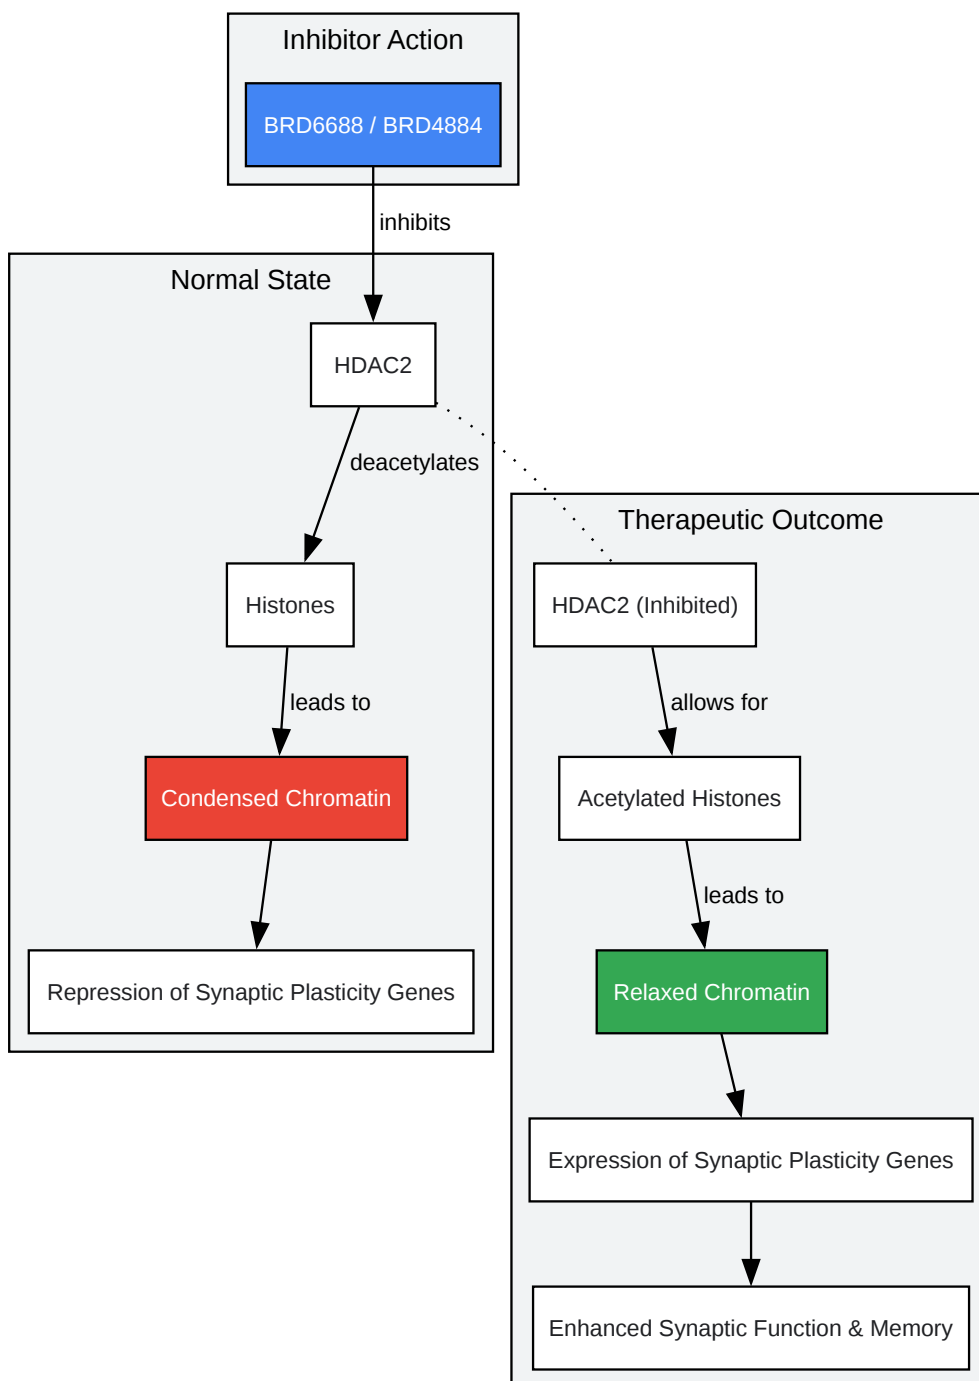 Inhibitor Action
BRD6688 / BRD4884
inhibits
Normal State
HDAC2
deacetylates
Histones
leads to
Condensed Chromatin
Repression of Synaptic Plasticity Genes
Therapeutic Outcome
HDAC2 (Inhibited)
allows for
Acetylated Histones
leads to
Relaxed Chromatin
Expression of Synaptic Plasticity Genes
Enhanced Synaptic Function & Memory